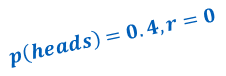 p(heads) = 0.4, r = 0